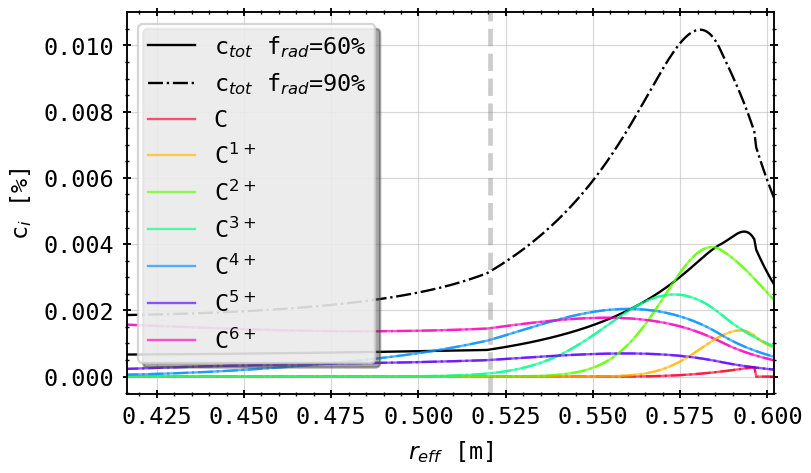 c_i [%]
0.010
0.008
0.006
0.004
0.002
0.000
c_tot f_rad=60%
c_tot f_rad=90%
C
C^1+
C^2+
C^3+
C^4+
C^5+
C^6+
0.425 0.450 0.475 0.500 0.525 0.550 0.575 0.600
r_eff [m]